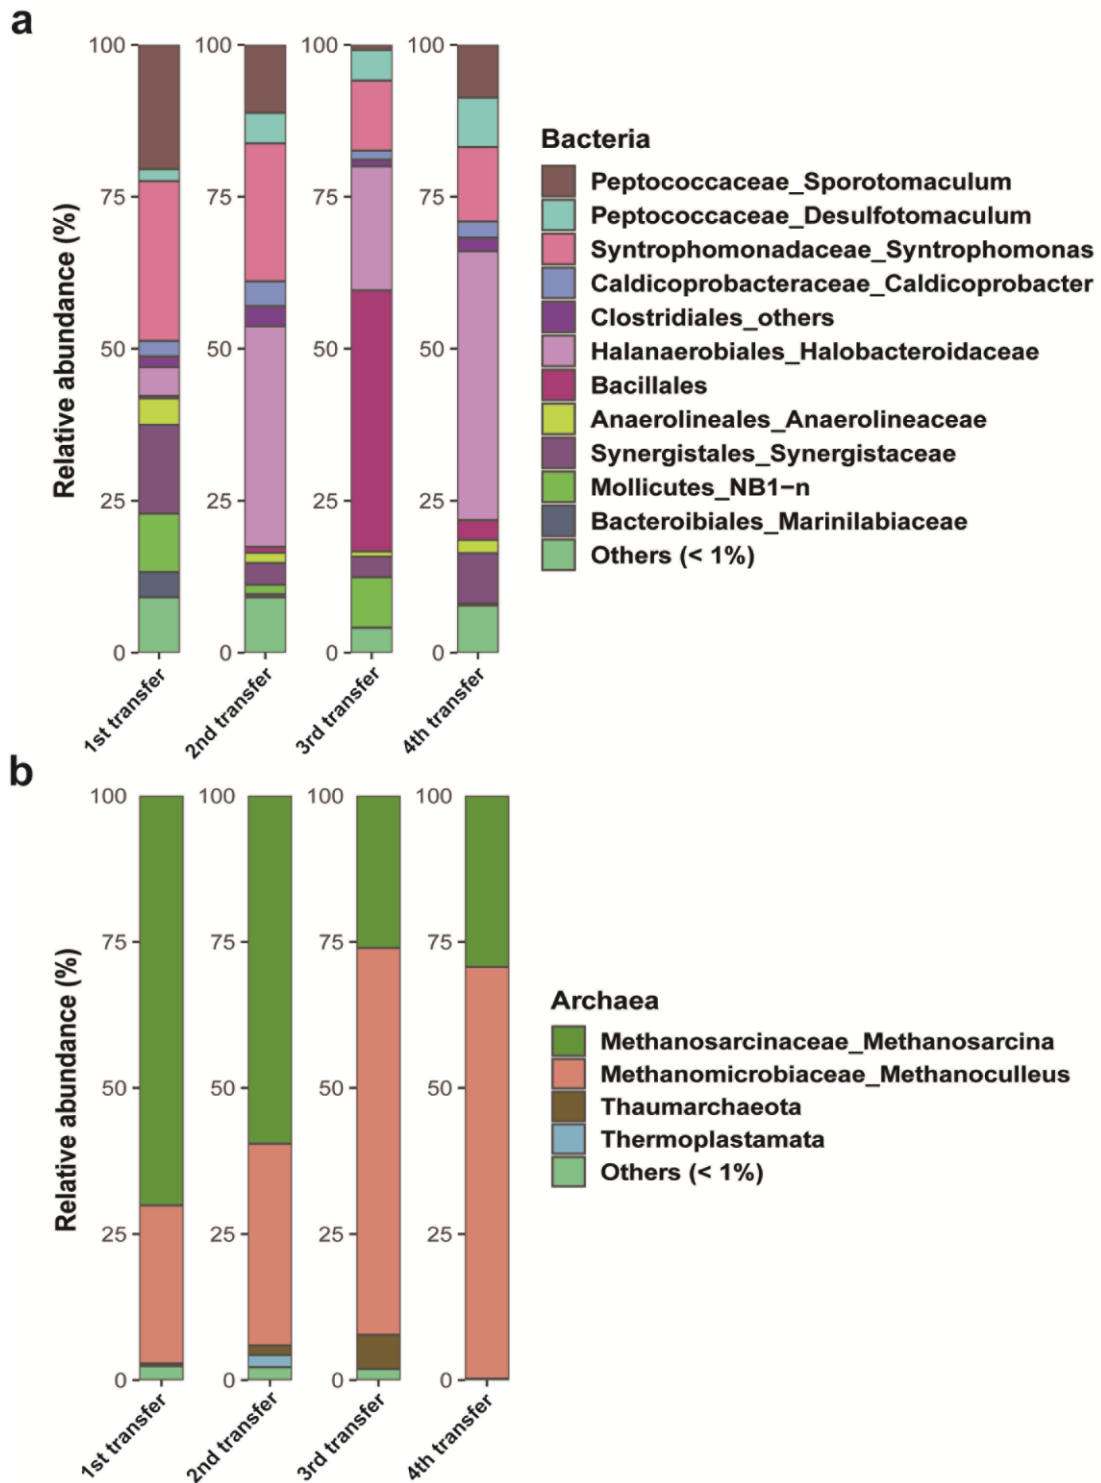 a
100
75
50
25
0
100
75
50
25
0
100
75
50
25
0
100
75
50
25
0
Relative abundance (%)
1st transfer
2nd transfer
3rd transfer
4th transfer
Bacteria
Peptococcaceae_Sporotomaculum
Peptococcaceae_Desulfotomaculum
Syntrophomonadaceae_Syntrophomonas
Caldicoprobacteraceae_Caldicoprobacter
Clostridiales_others
Halanaerobiales_Halobacteroidaceae
Bacillales
Anaerolineales_Anaerolineaceae
Synergistales_Synergistaceae
Mollicutes_NB1−n
Bacteroibiales_Marinilabiaceae
Others (< 1%)
b
100
75
50
25
0
100
75
50
25
0
100
75
50
25
0
100
75
50
25
0
Relative abundance (%)
1st transfer
2nd transfer
3rd transfer
4th transfer
Archaea
Methanosarcinaceae_Methanosarcina
Methanomicrobiaceae_Methanoculleus
Thaumarchaeota
Thermoplastamata
Others (< 1%)